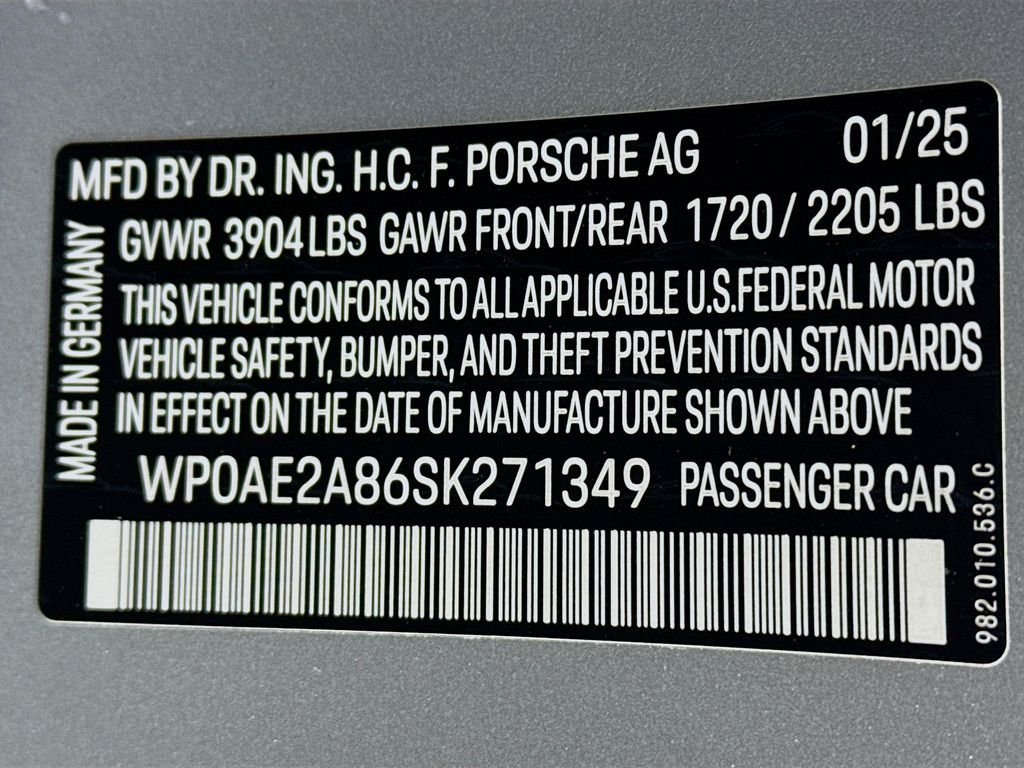 MFD BY DR. ING. H.C. F. PORSCHE AG 01/25
GVWR 3904 LBS GAWR FRONT/REAR 1720 / 2205 LBS
THIS VEHICLE CONFORMS TO ALL APPLICABLE U.S.FEDERAL MOTOR
VEHICLE SAFETY, BUMPER, AND THEFT PREVENTION STANDARDS
IN EFFECT ON THE DATE OF MANUFACTURE SHOWN ABOVE
WP0AE2A86SK271349 PASSENGER CAR
MADE IN GERMANY
982.010.536.C